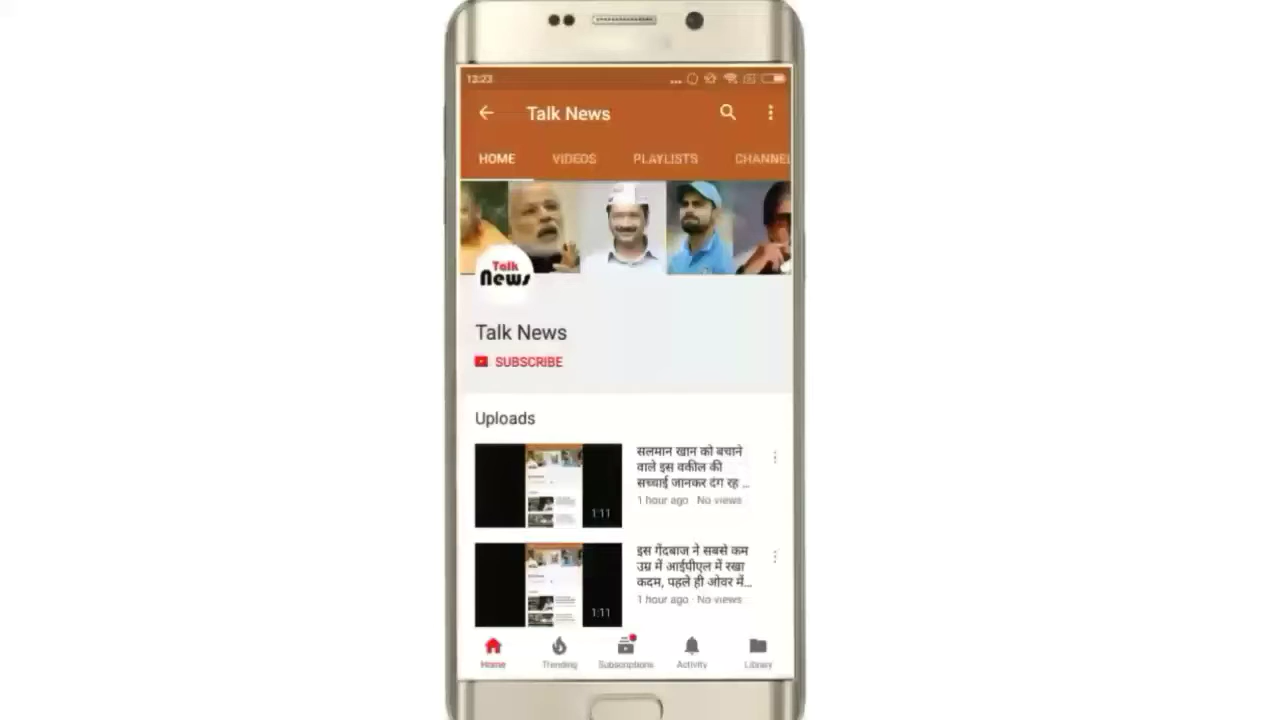 12:23
Talk News
HOME VIDEOS PLAYLISTS CHANNEL
Talk
News
Talk News
SUBSCRIBE
Uploads
सलमान खान को बचाने
वाले इस वकील की
सच्चाई जानकर दंग रह ...
1 hour ago · No views
1:11
इस गेंदबाज ने सबसे कम
उम्र में आईपीएल में रखा
कदम, पहले ही ओवर में...
1 hour ago · No views
1:11
Home Trending Subscriptions Activity Library